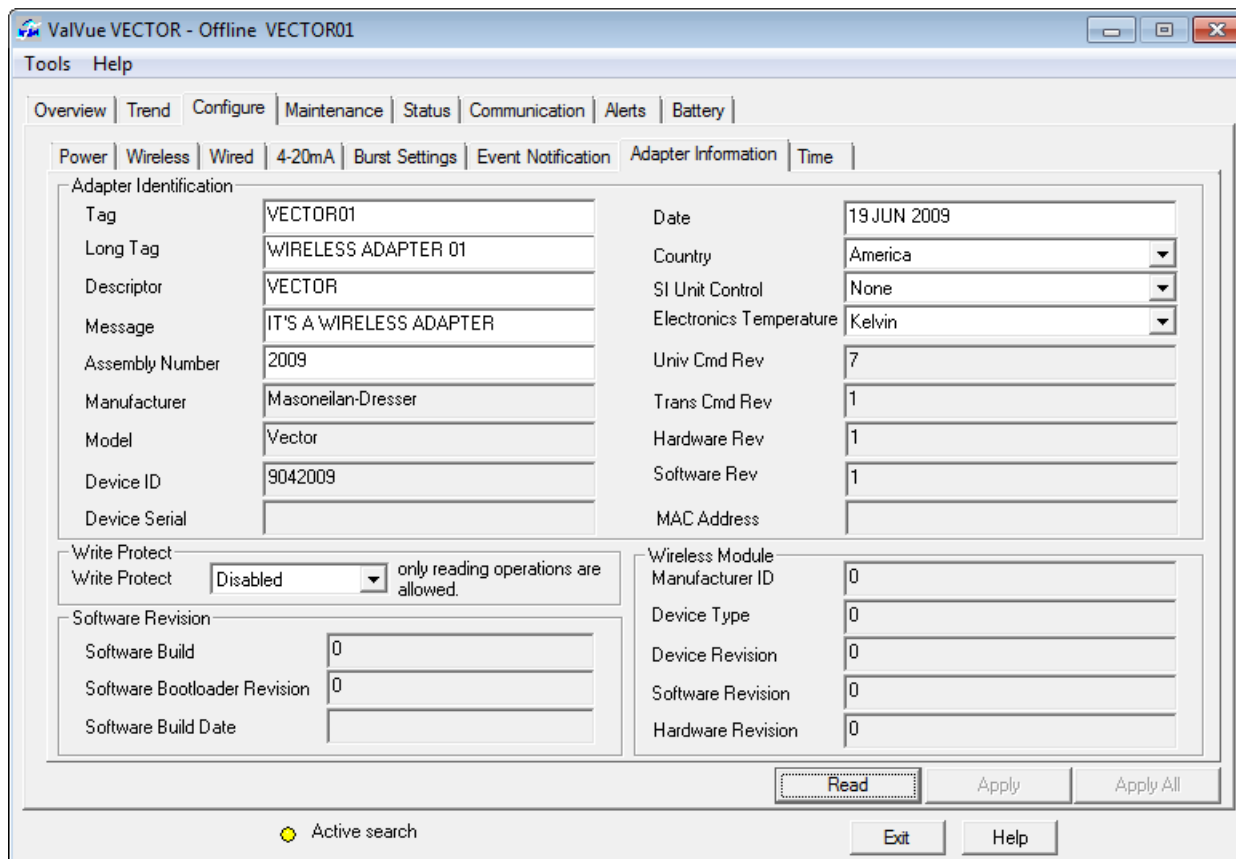 ValVue VECTOR - Offline VECTOR01
Tools Help
Overview Trend Configure Maintenance Status Communication Alerts Battery
Power Wireless Wired 4-20mA Burst Settings Event Notification Adapter Information Time
Adapter Identification
Tag VECTOR01
Long Tag WIRELESS ADAPTER 01
Descriptor VECTOR
Message IT'S A WIRELESS ADAPTER
Assembly Number 2009
Manufacturer Masoneilan-Dresser
Model Vector
Device ID 9042009
Device Serial
Date 19 JUN 2009
Country America
SI Unit Control None
Electronics Temperature Kelvin
Univ Cmd Rev 7
Trans Cmd Rev 1
Hardware Rev 1
Software Rev 1
MAC Address
Write Protect
Write Protect Disabled only reading operations are
allowed.
Software Revision
Software Build 0
Software Bootloader Revision 0
Software Build Date
Wireless Module
Manufacturer ID 0
Device Type 0
Device Revision 0
Software Revision 0
Hardware Revision 0
Read Apply Apply All
Active search
Exit Help